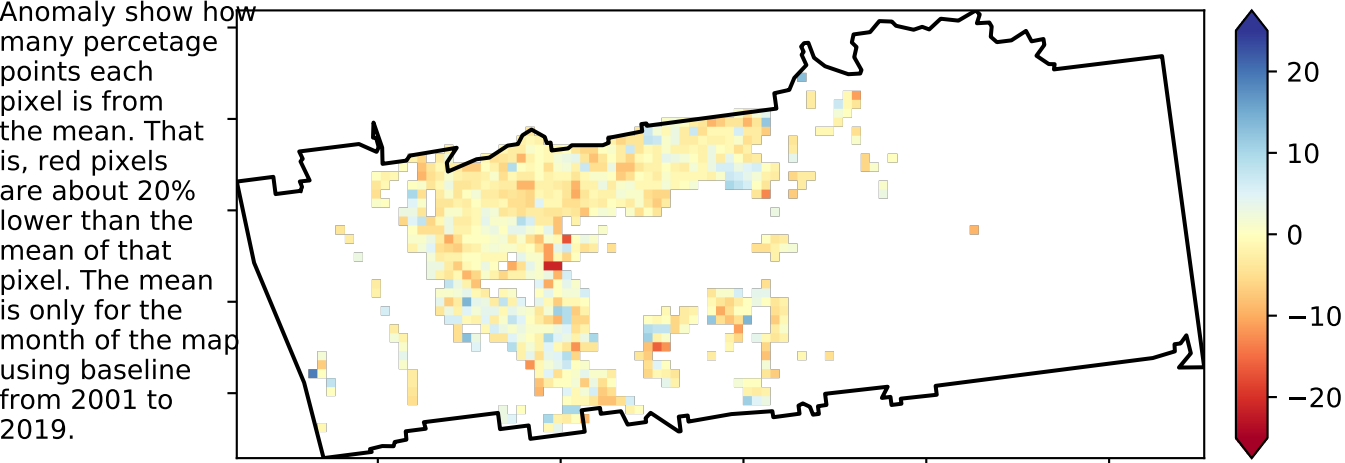 Anomaly show how
many percetage
points each
pixel is from
the mean. That
is, red pixels
are about 20%
lower than the
mean of that
pixel. The mean
is only for the
month of the map
using baseline
from 2001 to
2019.
20
10
0
−10
−20